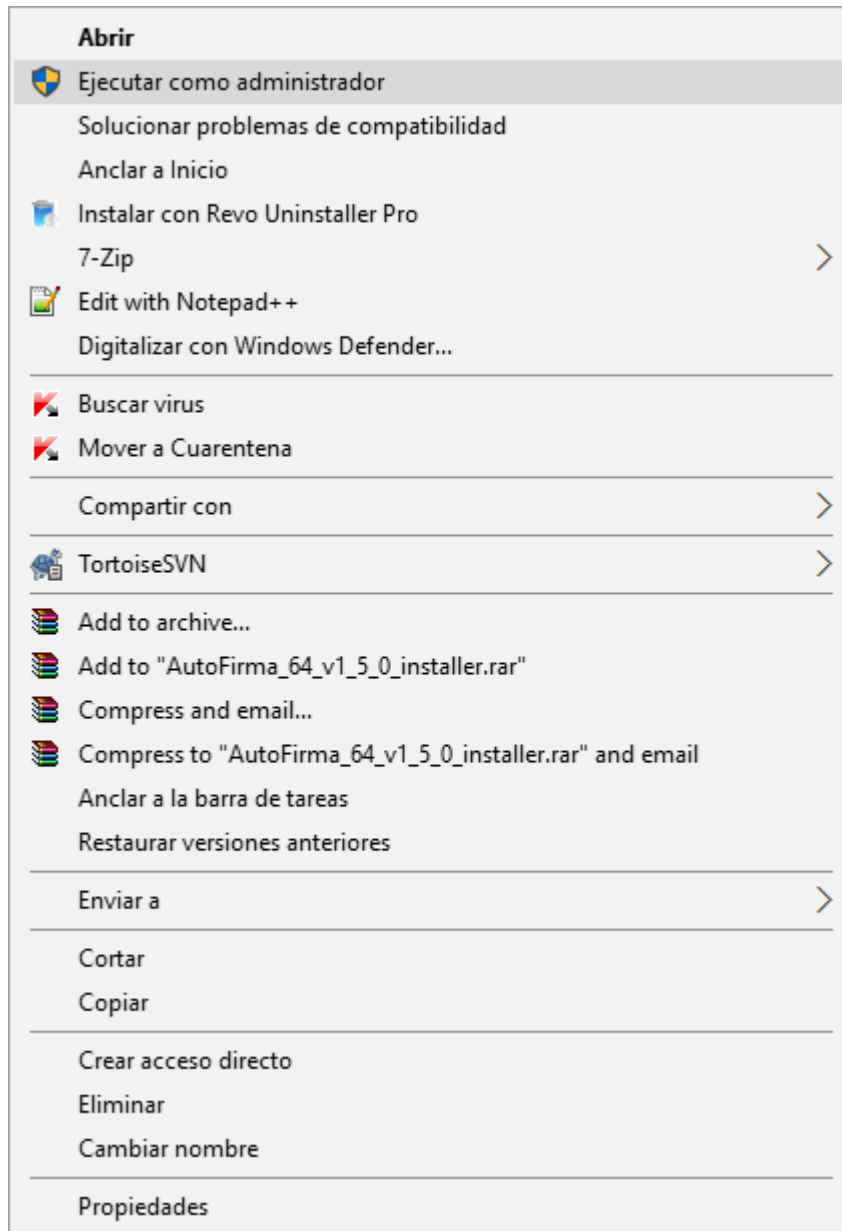 Abrir
Ejecutar como administrador
Solucionar problemas de compatibilidad
Anclar a Inicio
Instalar con Revo Uninstaller Pro
7-Zip
Edit with Notepad++
Digitalizar con Windows Defender...
Buscar virus
Mover a Cuarentena
Compartir con
TortoiseSVN
Add to archive...
Add to "AutoFirma_64_v1_5_0_installer.rar"
Compress and email...
Compress to "AutoFirma_64_v1_5_0_installer.rar" and email
Anclar a la barra de tareas
Restaurar versiones anteriores
Enviar a
Cortar
Copiar
Crear acceso directo
Eliminar
Cambiar nombre
Propiedades